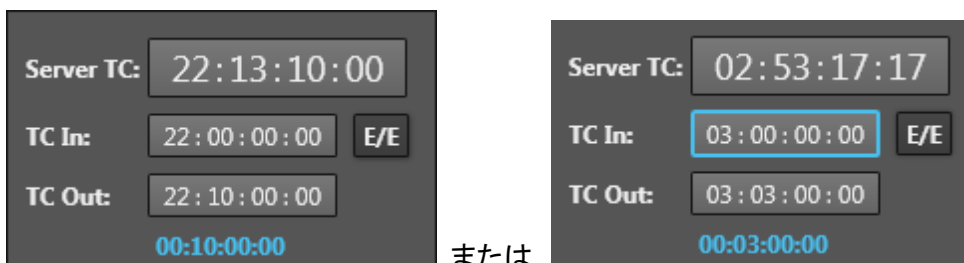 Server TC: 22:13:10:00
TC In: 22:00:00:00 E/E
TC Out: 22:10:00:00
00:10:00:00
または
Server TC: 02:53:17:17
TC In: 03:00:00:00 E/E
TC Out: 03:03:00:00
00:03:00:00